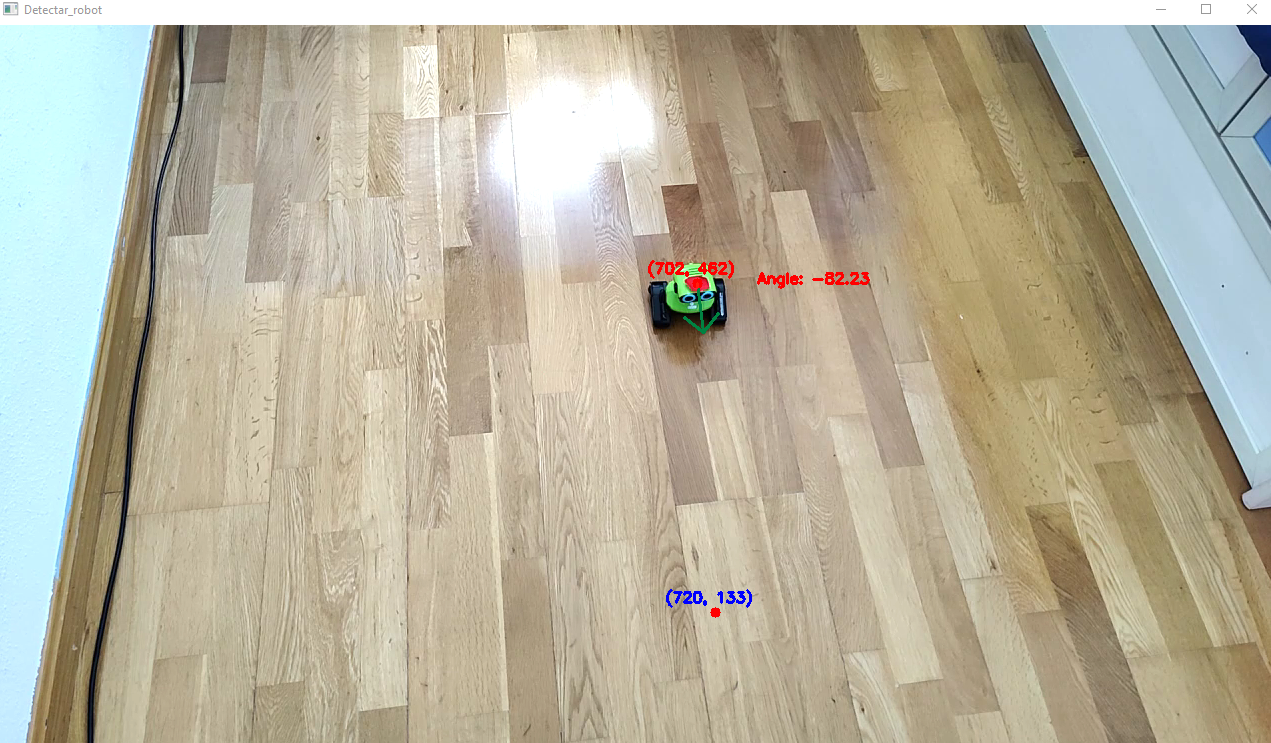 Detectar_robot
(702, 462)
Angle: -82.23
(720, 133)